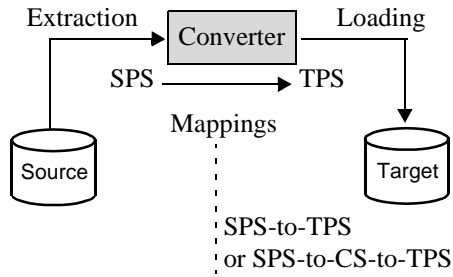 Extraction
Converter
Loading
SPS
TPS
Mappings
Source
Target
SPS-to-TPS
or SPS-to-CS-to-TPS